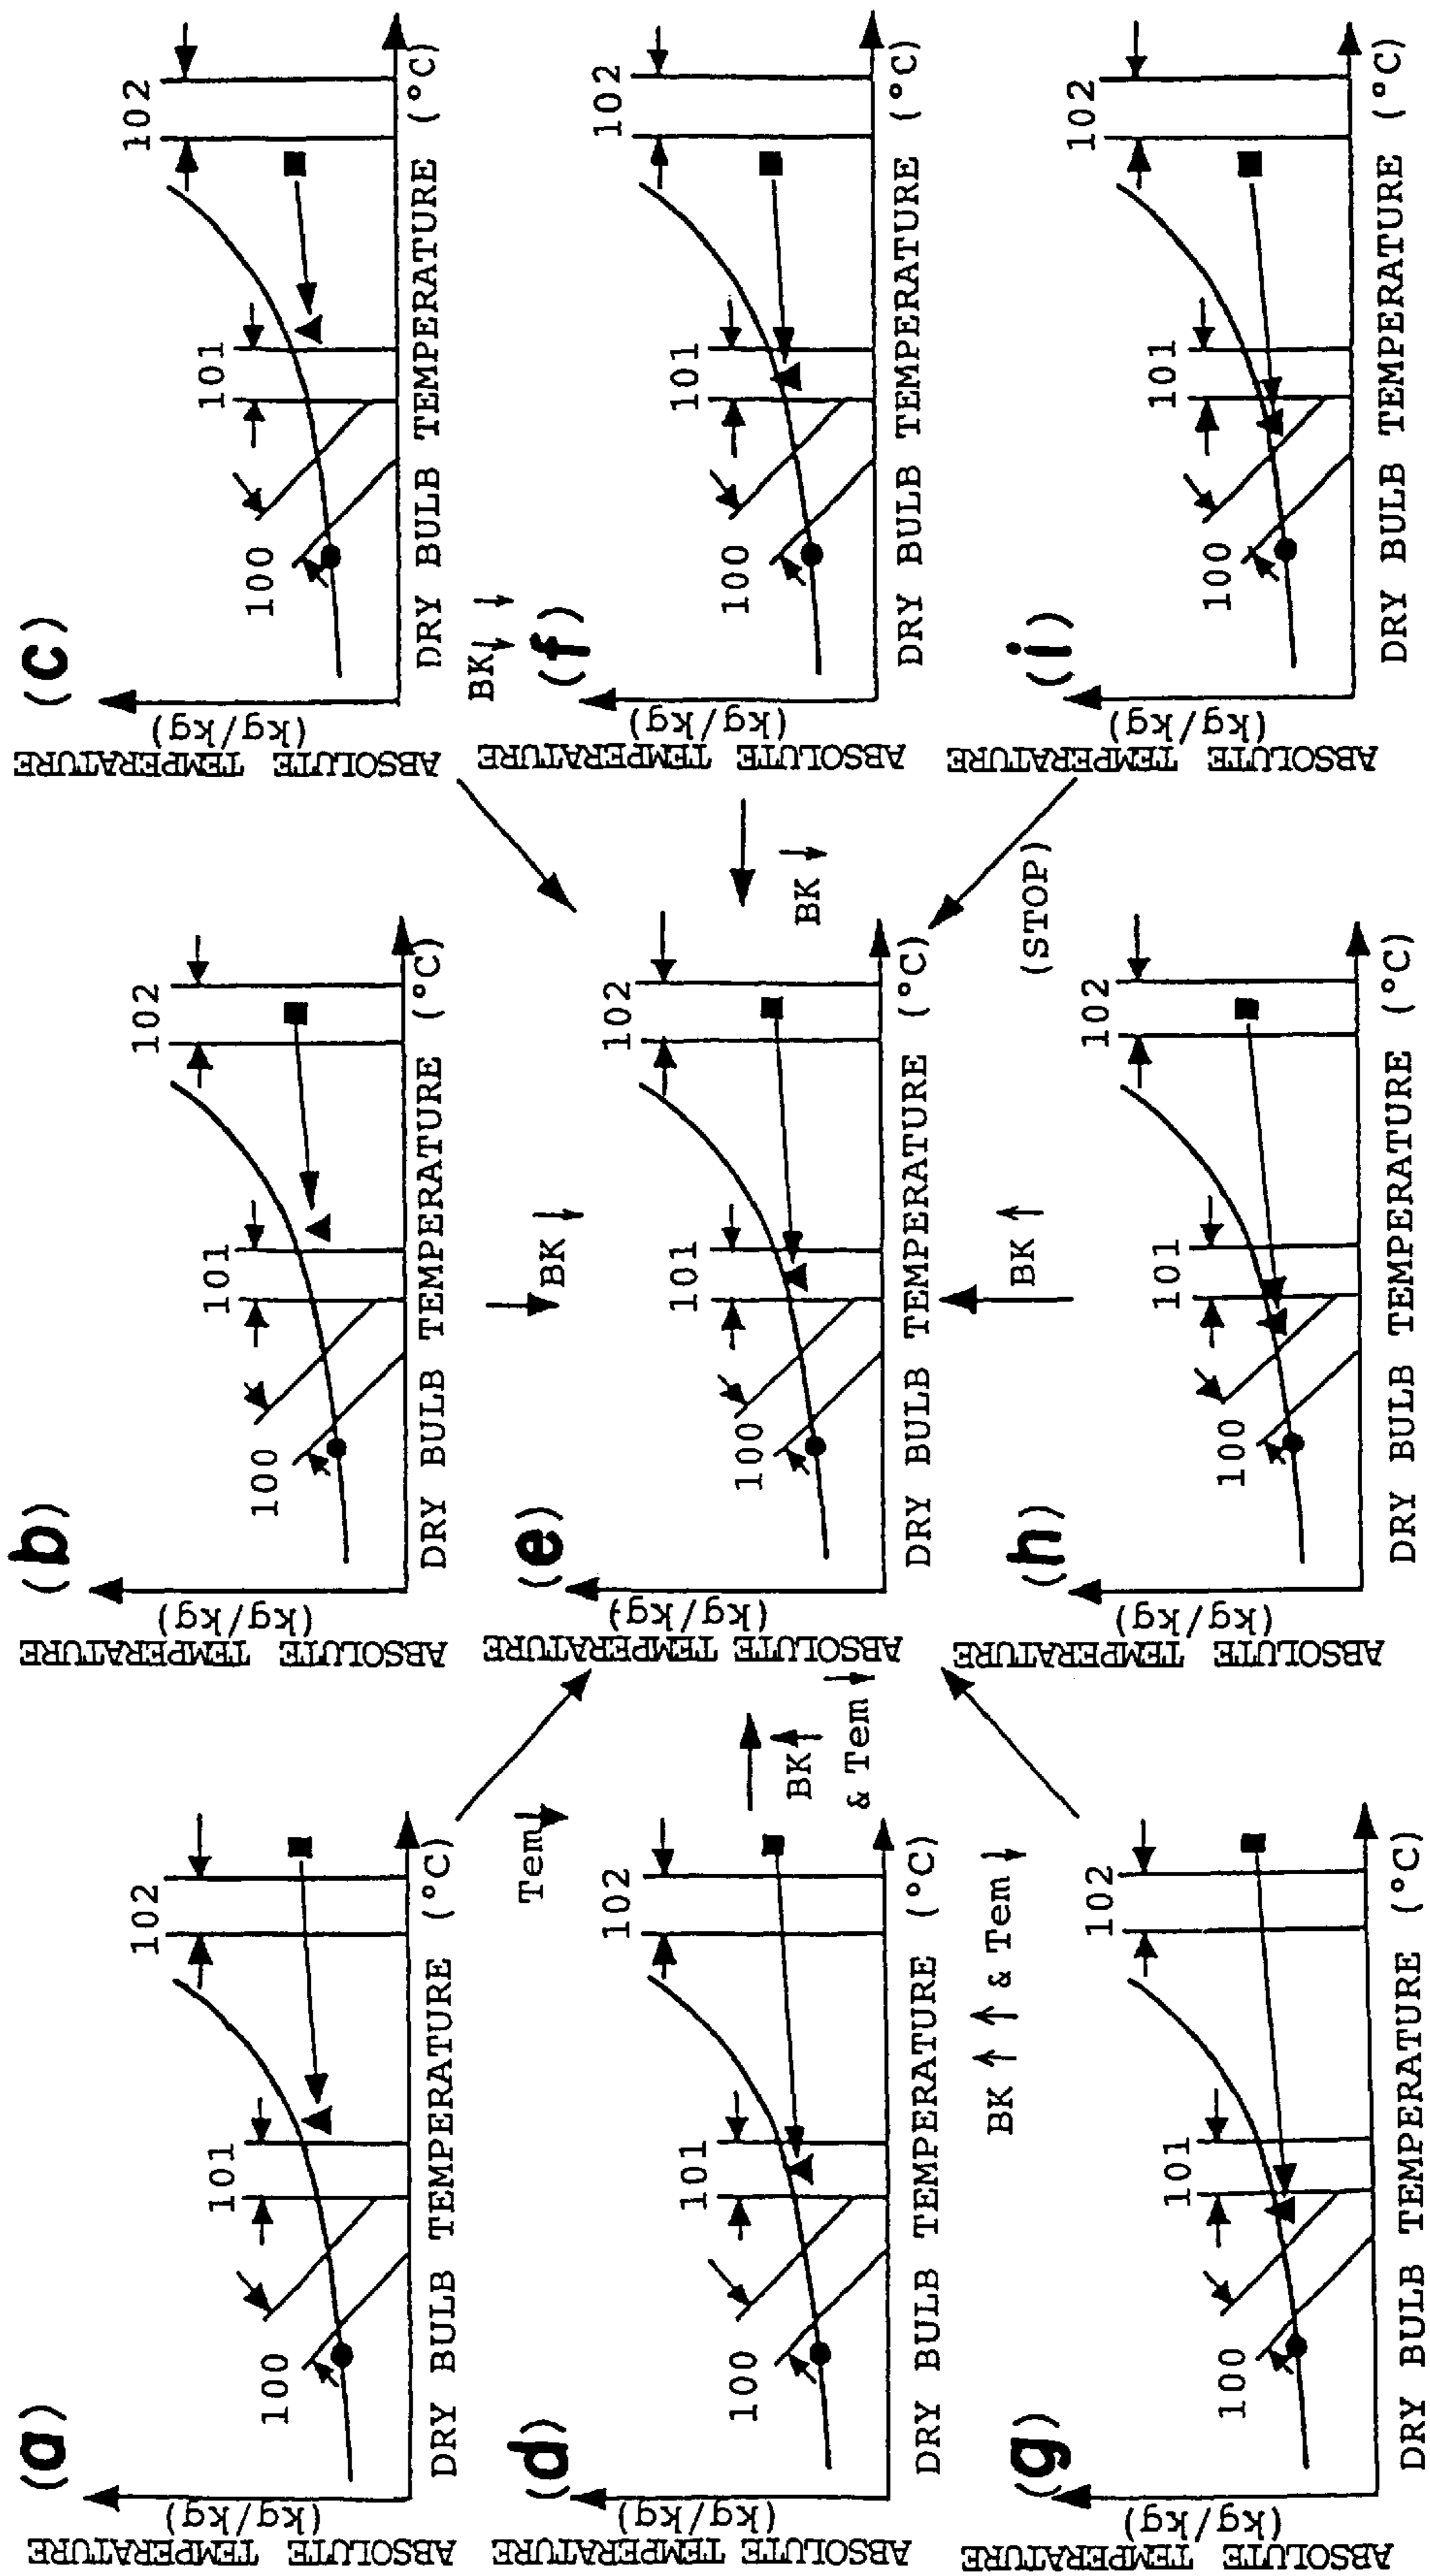 (a)
ABSOLUTE TEMPERATURE
(kg/kg)
100
101
102
DRY BULB TEMPERATURE (°C)
(b)
ABSOLUTE TEMPERATURE
(kg/kg)
100
101
102
DRY BULB TEMPERATURE (°C)
(c)
ABSOLUTE TEMPERATURE
(kg/kg)
100
101
102
DRY BULB TEMPERATURE (°C)
Tem↓
BK↓
BK↓↓
(d)
ABSOLUTE TEMPERATURE
(kg/kg)
100
101
102
DRY BULB TEMPERATURE (°C)
BK↑
& Tem↓
(e)
ABSOLUTE TEMPERATURE
(kg/kg)
100
101
102
DRY BULB TEMPERATURE (°C)
BK↓
(f)
ABSOLUTE TEMPERATURE
(kg/kg)
100
101
102
DRY BULB TEMPERATURE (°C)
BK↑↑ & Tem↓
BK↑
(STOP)
(g)
ABSOLUTE TEMPERATURE
(kg/kg)
100
101
102
DRY BULB TEMPERATURE (°C)
(h)
ABSOLUTE TEMPERATURE
(kg/kg)
100
101
102
DRY BULB TEMPERATURE (°C)
(i)
ABSOLUTE TEMPERATURE
(kg/kg)
100
101
102
DRY BULB TEMPERATURE (°C)